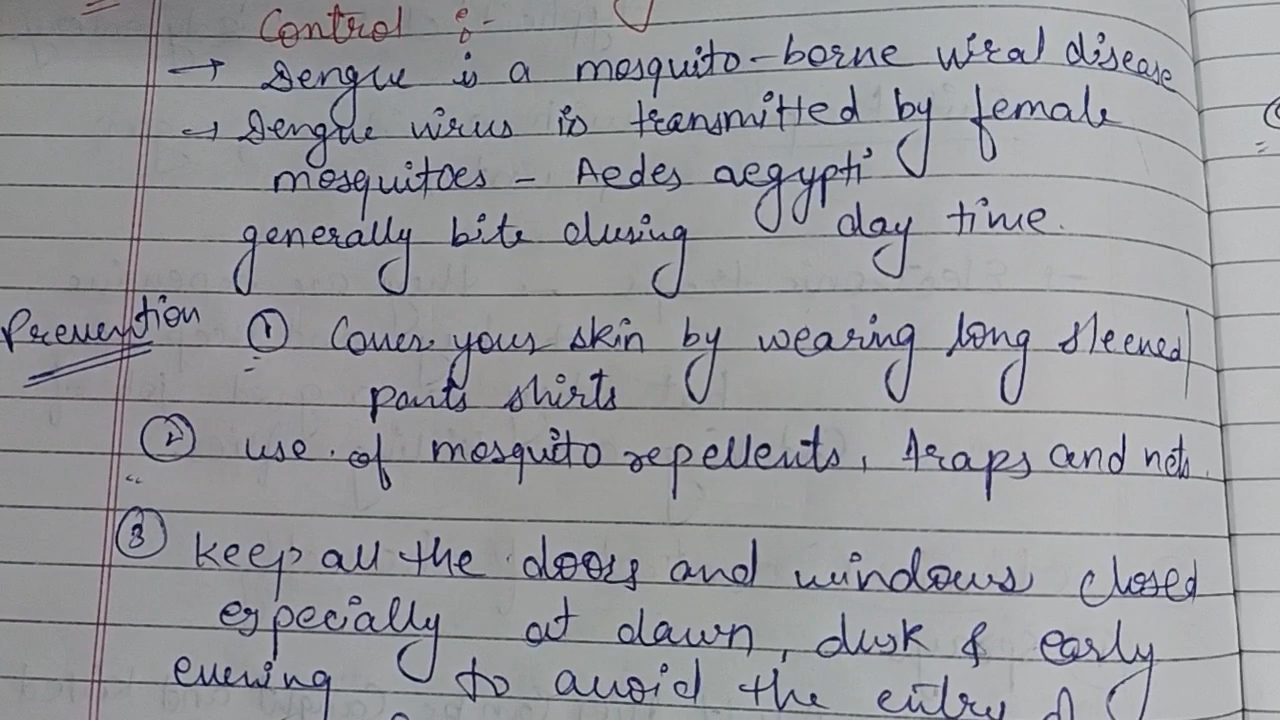 Control :-
→ Dengue is a mosquito-borne viral disease
→ Dengue virus is transmitted by female
mosquitoes - Aedes aegypti
generally bite during day time.
Prevention ① Cover your skin by wearing long sleeved
pants shirts
② use of mosquito repellents, traps and nets.
③ keep all the doors and windows closed
especially at dawn, dusk & early
evening to avoid the entry of